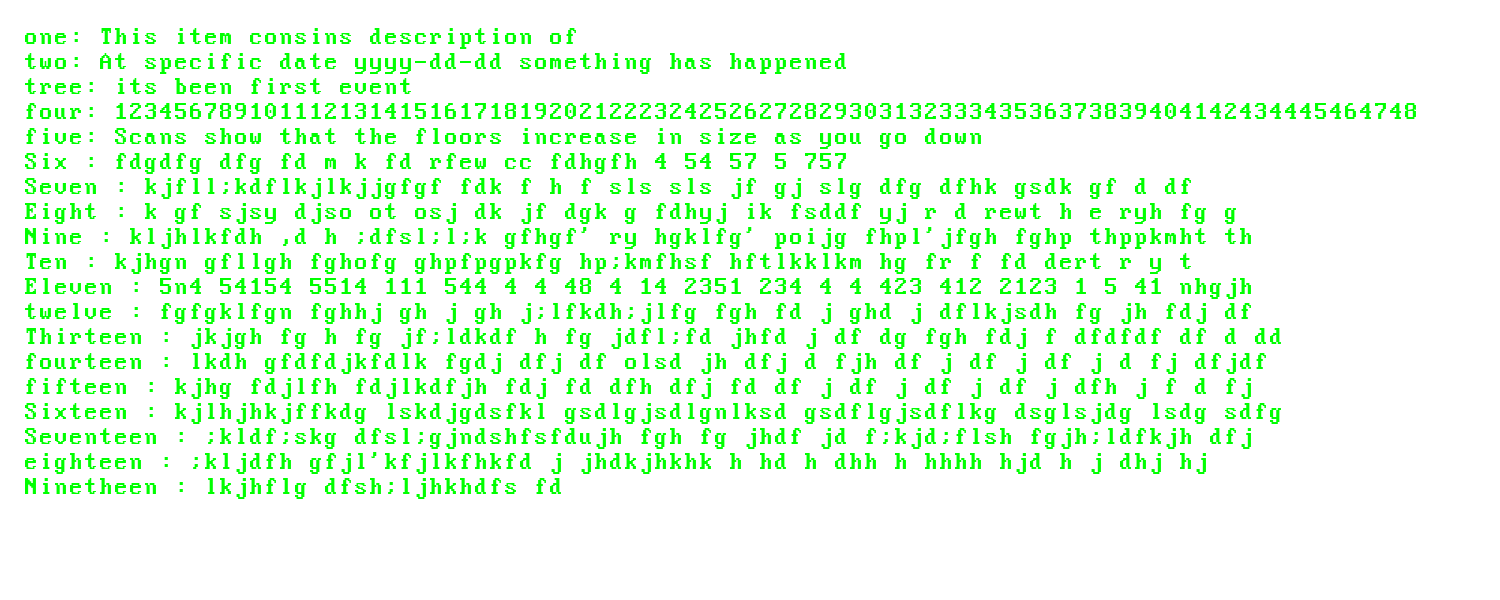 one: This item consins description of
two: At specific date yyyy-dd-dd something has happened
tree: its been first event
four: 123456789101112131415161718192021222324252627282930313233343536373839404142434445464748
five: Scans show that the floors increase in size as you go down
Six : fdgdfg dfg fd m k fd rfew cc fdhgfh 4 54 57 5 757
Seven : kjfll;kdflkjlkjjgfgf fdk f h f sls sls jf gj slg dfg dfhk gsdk gf d df
Eight : k gf sjsy djso ot osj dk jf dgk g fdhyj ik fsddf yj r d rewt h e ryh fg g
Nine : kljhlkfdh ,d h ;dfsl;l;k gfhgf' ry hgklfg' poijg fhpl'jfgh fghp thppkmht th
Ten : kjhgn gfllgh fghofg ghpfpgpkfg hp;kmfhsf hftlkklkm hg fr f fd dert r y t
Eleven : 5n4 54154 5514 111 544 4 4 48 4 14 2351 234 4 4 423 412 2123 1 5 41 nhgjh
twelve : fgfgklfgn fghhj gh j gh j;lfkdh;jlfg fgh fd j ghd j dflkjsdh fg jh fdj df
Thirteen : jkjgh fg h fg jf;ldkdf h fg jdfl;fd jhfd j df dg fgh fdj f dfdfdf df d dd
fourteen : lkdh gfdfdjkfdlk fgdj dfj df olsd jh dfj d fjh df j df j df j d fj dfjdf
fifteen : kjhg fdjlfh fdjlkdfjh fdj fd dfh dfj fd df j df j df j df j dfh j f d fj
Sixteen : kjlhjhkjffkdg lskdjgdsfkl gsdlgjsdlgnlksd gsdflgjsdflkg dsglsjdg lsdg sdfg
Seventeen : ;kldf;skg dfsl;gjndshfsfdujh fgh fg jhdf jd f;kjd;flsh fgjh;ldfkjh dfj
eighteen : ;kljdfh gfjl'kfjlkfhkfd j jhdkjhkhk h hd h dhh h hhhh hjd h j dhj hj
Ninetheen : lkjhflg dfsh;ljhkhdfs fd